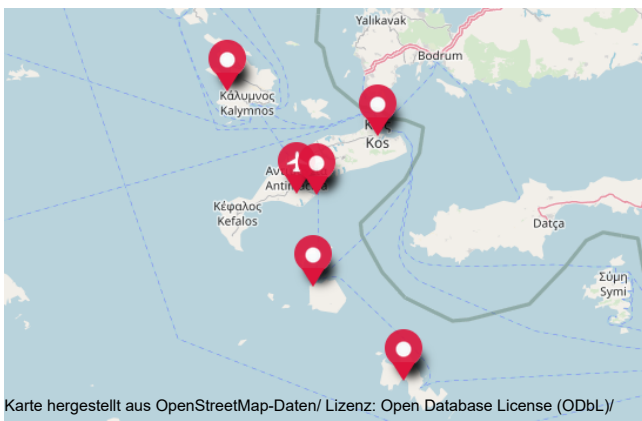 Yalıkavak
Bodrum
Κάλυμνος
Kalymnos
Kos
Κέφαλος
Kefalos
Datça
Σύμη
Symi
Karte hergestellt aus OpenStreetMap-Daten/ Lizenz: Open Database License (ODbL)/